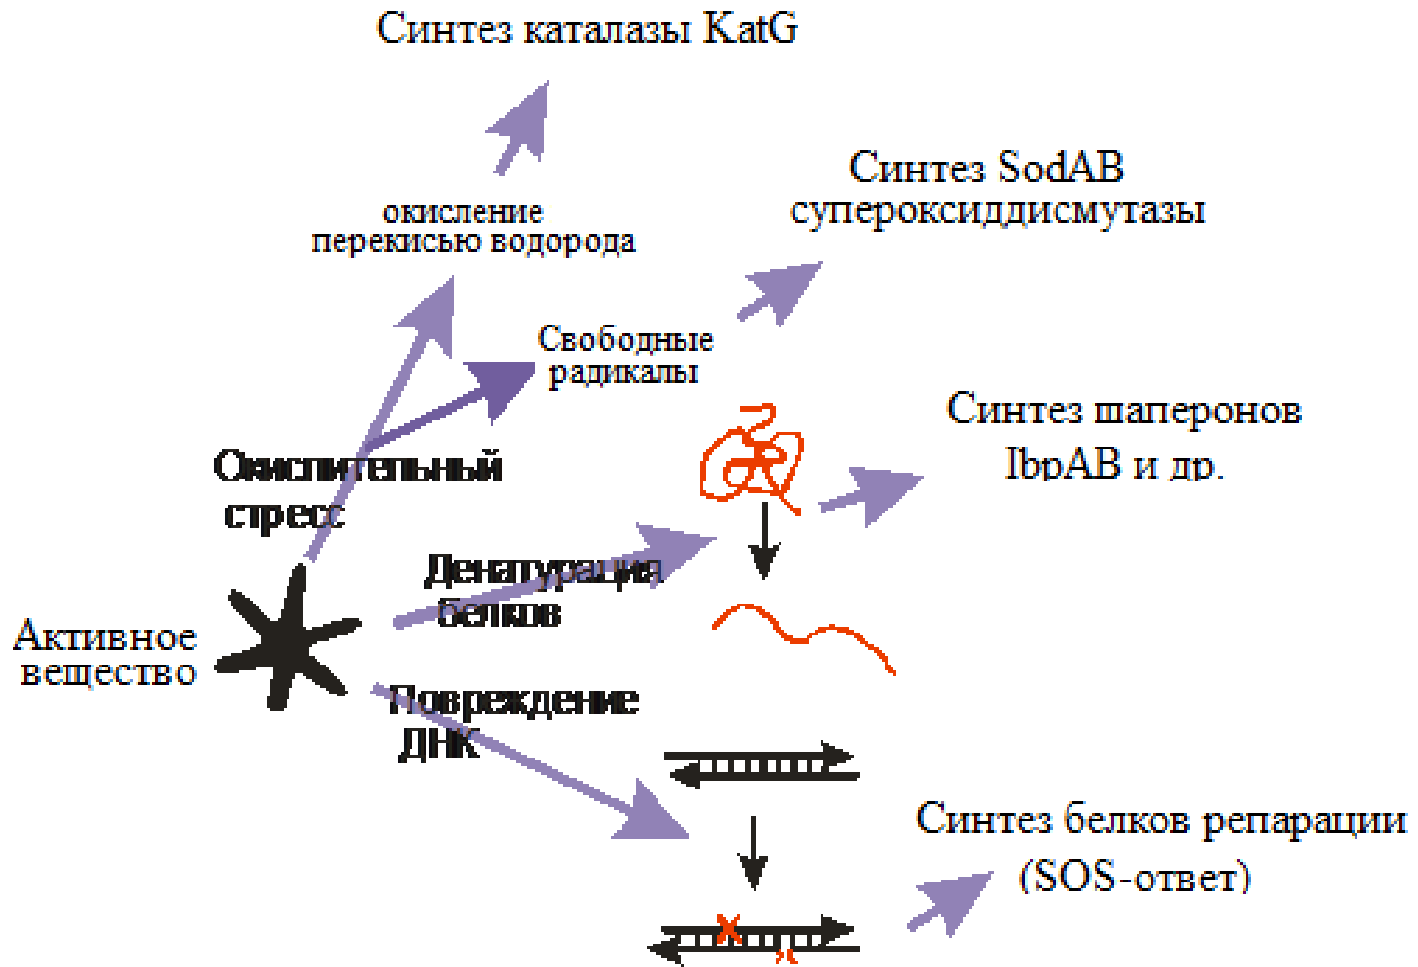 Синтез каталазы KatG
Синтез SodAB
супероксиддисмутазы
окисление
перекисью водорода
Свободные
радикалы
Синтез шаперонов
IbpAB и др.
Окислительный
стресс
Денатурация
белков
Активное
вещество
Повреждение
ДНК
Синтез белков репарации
(SOS-ответ)